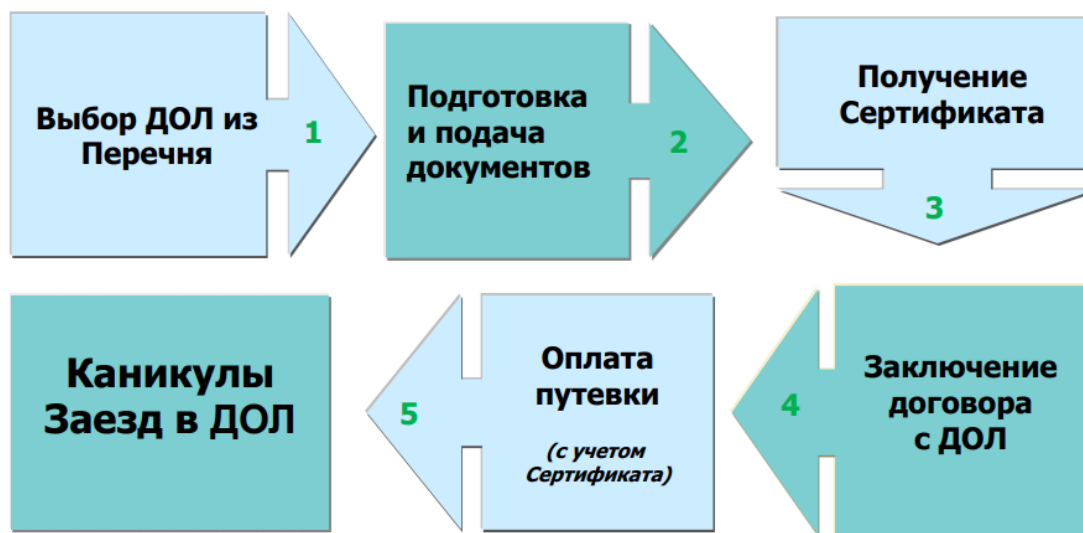 Выбор ДОЛ из
Перечня
1
Подготовка
и подача
документов
2
Получение
Сертификата
3
Заключение
договора
с ДОЛ
4
Оплата
путевки
(с учетом
Сертификата)
5
Каникулы
Заезд в ДОЛ